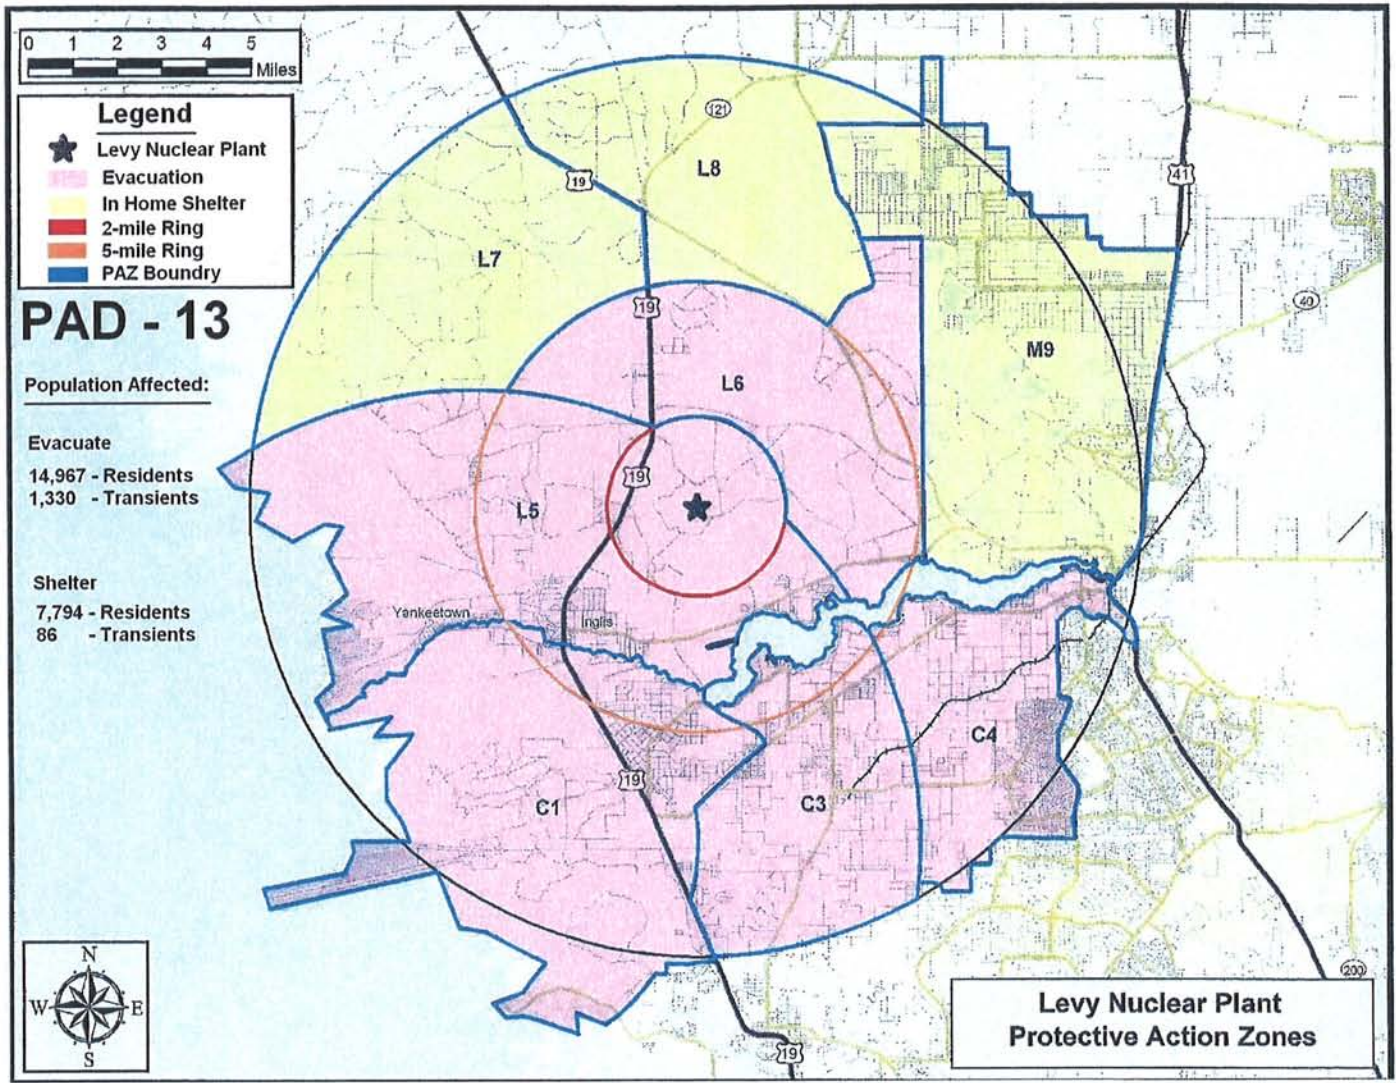 0 1 2 3 4 5
Miles
Legend
Levy Nuclear Plant
Evacuation
In Home Shelter
2-mile Ring
5-mile Ring
PAZ Boundry
PAD - 13
Population Affected:
Evacuate
14,967 - Residents
1,330 - Transients
Shelter
7,794 - Residents
86 - Transients
121
L8
19
41
L7
19
40
M9
L6
19
L5
Yankeetown
Inglis
C4
19
C3
C1
N
W
E
S
200
19
Levy Nuclear Plant
Protective Action Zones